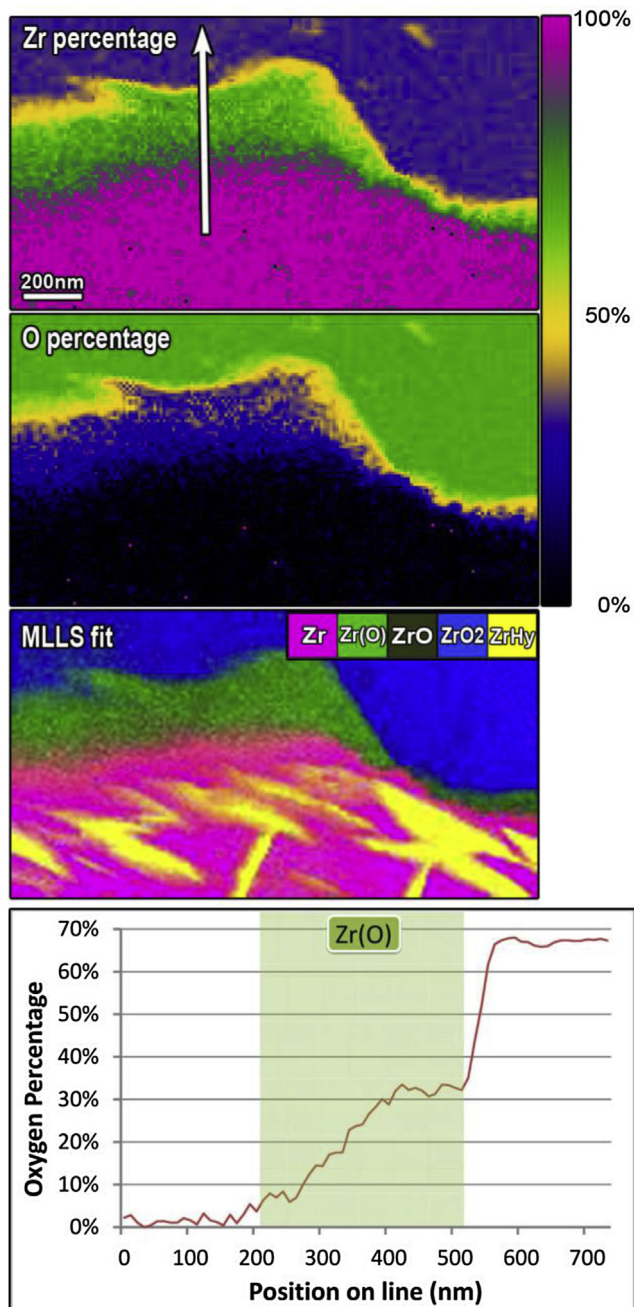 Zr percentage
100%
200nm
50%
O percentage
0%
MLLS fit
Zr Zr(O) ZrO ZrO2 ZrHy
70%
Zr(O)
60%
50%
40%
30%
20%
10%
0%
Oxygen Percentage
0 100 200 300 400 500 600 700
Position on line (nm)